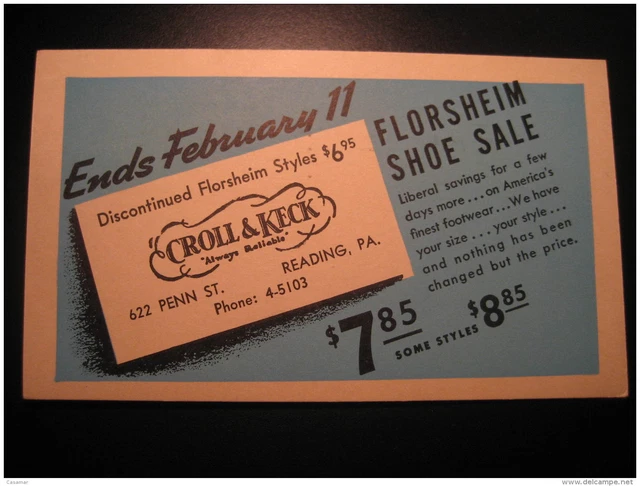 Ends February 11
Discontinued Florsheim Styles $6 95
CROLL & KECK
"Always Reliable"
622 PENN ST. READING, PA.
Phone: 4-5103
FLORSHEIM
SHOE SALE
Liberal savings for a few
days more...on America's
finest footwear...We have
your size...your style...
and nothing has been
changed but the price.
$7 85
SOME STYLES $8 85
Casamar
www.delcampe.net